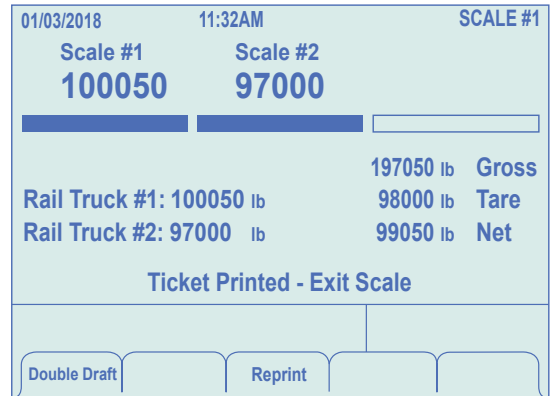 01/03/2018 11:32AM SCALE #1
Scale #1 Scale #2
100050 97000
197050 lb Gross
Rail Truck #1: 100050 lb 98000 lb Tare
Rail Truck #2: 97000 lb 99050 lb Net
Ticket Printed - Exit Scale
Double Draft Reprint